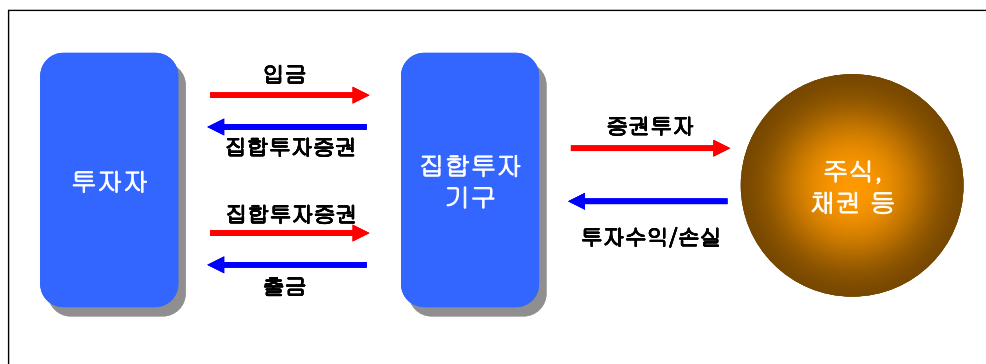 투자자
입금
집합투자증권
집합투자증권
출금
집합투자
기구
증권투자
투자수익/손실
주식,
채권 등